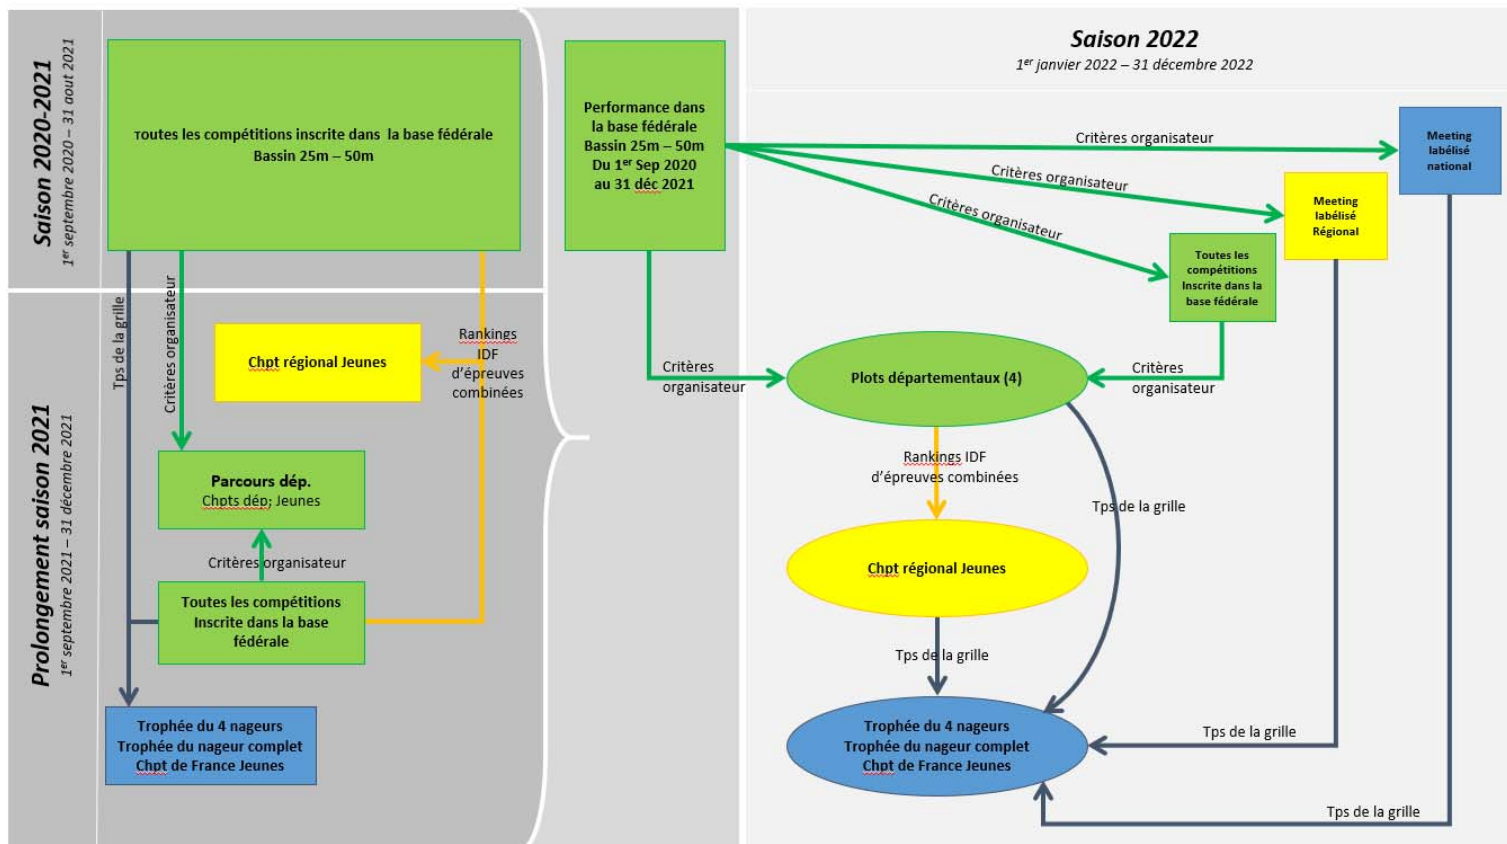 Saison 2020-2021
1er septembre 2020 – 31 aout 2021
Toutes les compétitions inscrite dans la base fédérale
Bassin 25m – 50m
Prolongement saison 2021
1er septembre 2021 – 31 décembre 2021
Tps de la grille
Critères organisateur
Chpt régional Jeunes
Rankings
IDF
d'épreuves
combinées
Parcours dép.
Chpts dép; Jeunes
Critères organisateur
Toutes les compétitions
Inscrite dans la base
fédérale
Trophée du 4 nageurs
Trophée du nageur complet
Chpt de France Jeunes
Performance dans
la base fédérale
Bassin 25m – 50m
Du 1er Sep 2020
au 31 déc 2021
Saison 2022
1er janvier 2022 – 31 décembre 2022
Critères organisateur
Meeting
labélisé
national
Critères organisateur
Meeting
labélisé
Régional
Critères organisateur
Toutes les
compétitions
Inscrite dans la
base fédérale
Critères
organisateur
Plots départementaux (4)
Critères
organisateur
Rankings IDF
d'épreuves combinées
Tps de la grille
Chpt régional Jeunes
Tps de la grille
Trophée du 4 nageurs
Trophée du nageur complet
Chpt de France Jeunes
Tps de la grille
Tps de la grille